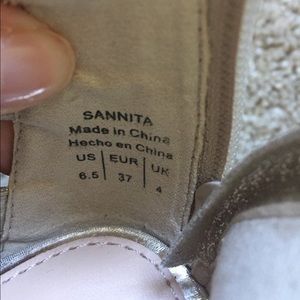 SANNITA
Made in China
Hecho en China
US EUR UK
6.5 37 4